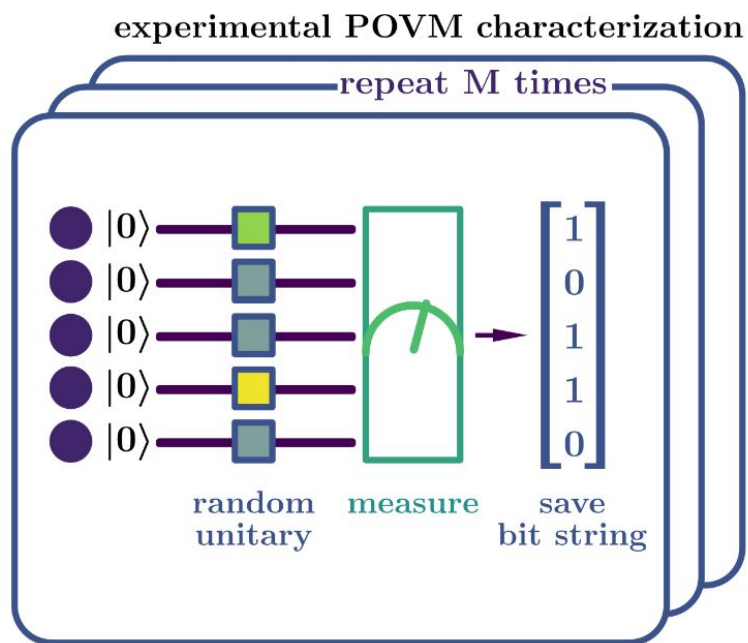 experimental POVM characterization
repeat M times
|0⟩ 1
|0⟩ 0
|0⟩ 1
|0⟩ 1
|0⟩ 0
random unitary
measure
save bit string